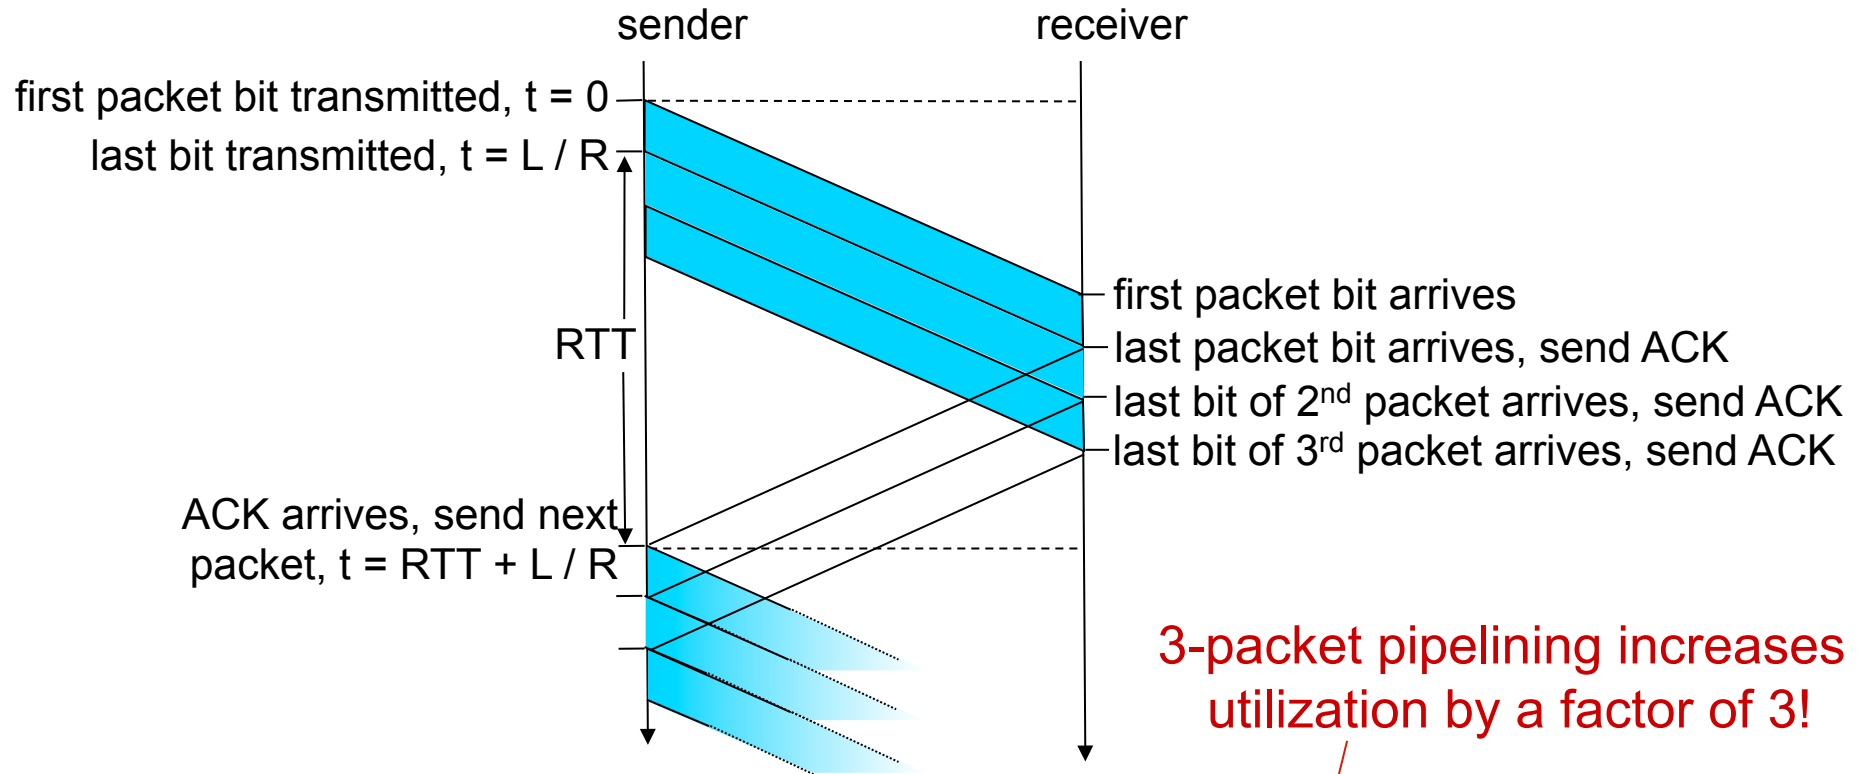 sender
receiver
first packet bit transmitted, t = 0
last bit transmitted, t = L / R
first packet bit arrives
RTT
last packet bit arrives, send ACK
last bit of 2nd packet arrives, send ACK
last bit of 3rd packet arrives, send ACK
ACK arrives, send next
packet, t = RTT + L / R
3-packet pipelining increases
utilization by a factor of 3!